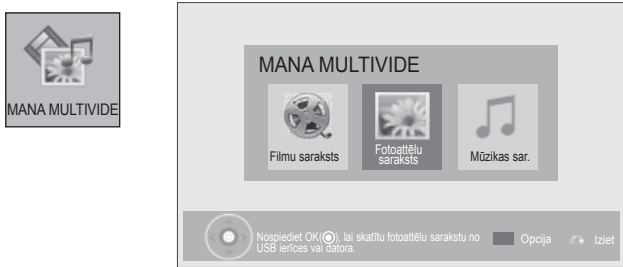 MANA MULTIVIDE
MANA MULTIVIDE
Filmu saraksts
Fotoattēlu
saraksts
Mūzikas sar.
Nospiediet OK(◉), lai skatītu fotoattēlu sarakstu no
USB ierīces vai datora.
Opcija
Iziet